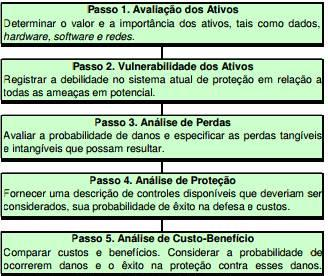 Passo 1. Avaliação dos Ativos
Determinar o valor e a importância dos ativos, tais como dados,
hardware, software e redes.
Passo 2. Vulnerabilidade dos Ativos
Registrar a debilidade no sistema atual de proteção em relação a
todas as ameaças em potencial.
Passo 3. Análise de Perdas
Avaliar a probabilidade de danos e especificar as perdas tangíveis
e intangíveis que possam resultar.
Passo 4. Análise de Proteção
Fornecer uma descrição de controles disponíveis que deveriam ser
considerados, sua probabilidade de êxito na defesa e custos.
Passo 5. Análise de Custo-Benefício
Comparar custos e benefícios. Considerar a probabilidade de
ocorrerem danos e o êxito na proteção contra esses danos.